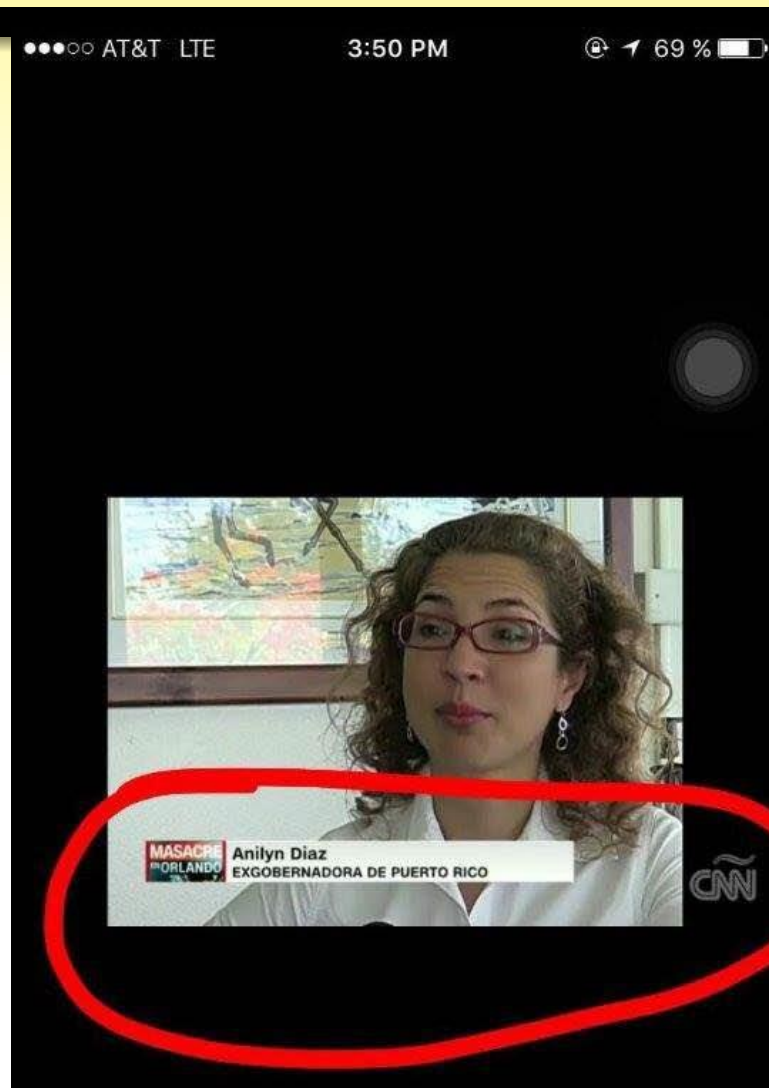 AT&T LTE 3:50 PM 69 %
MASACRE
EN ORLANDO
Anilyn Diaz
EXGOBERNADORA DE PUERTO RICO
CNN